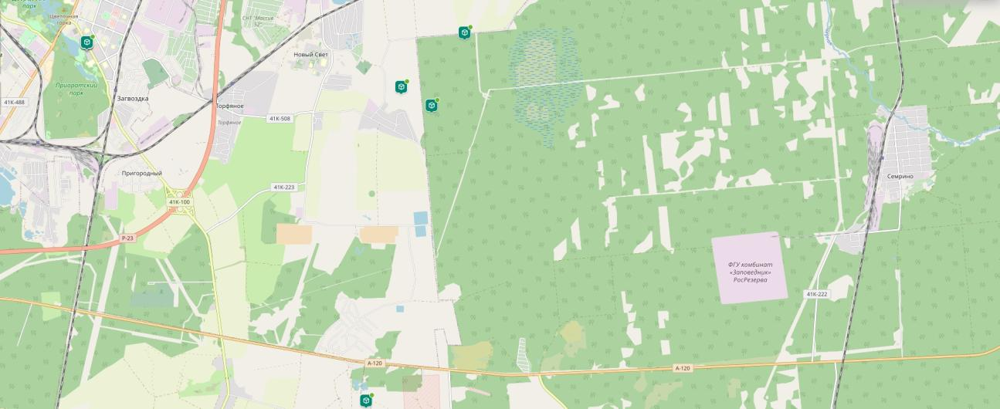 парк
Цветочная
горка
СНТ "Массив
52"
Новый Свет
Приоратский
парк
Загвоздка
41К-488
Торфяное
41К-508
Торфяное
Пригородный
41К-223
41К-100
Р-23
Семрино
ФГУ комбинат
«Заповедник»
РосРезерва
41К-222
А-120
А-120